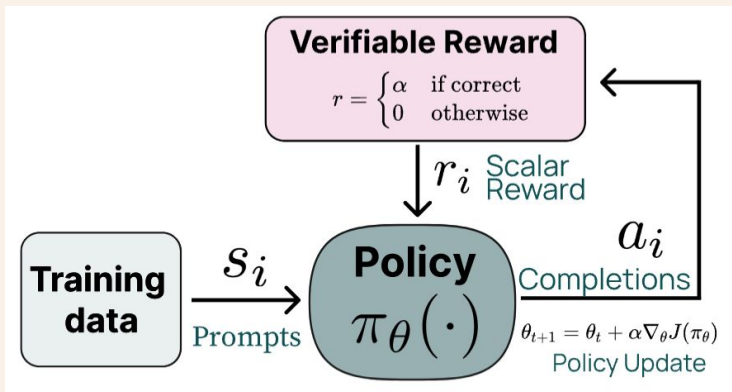 Verifiable Reward
r = { α if correct
0 otherwise
r_i Scalar
Reward
Training
data
s_i
Prompts
Policy
π_θ(·)
a_i
Completions
θ_{t+1} = θ_t + α∇_θJ(π_θ)
Policy Update